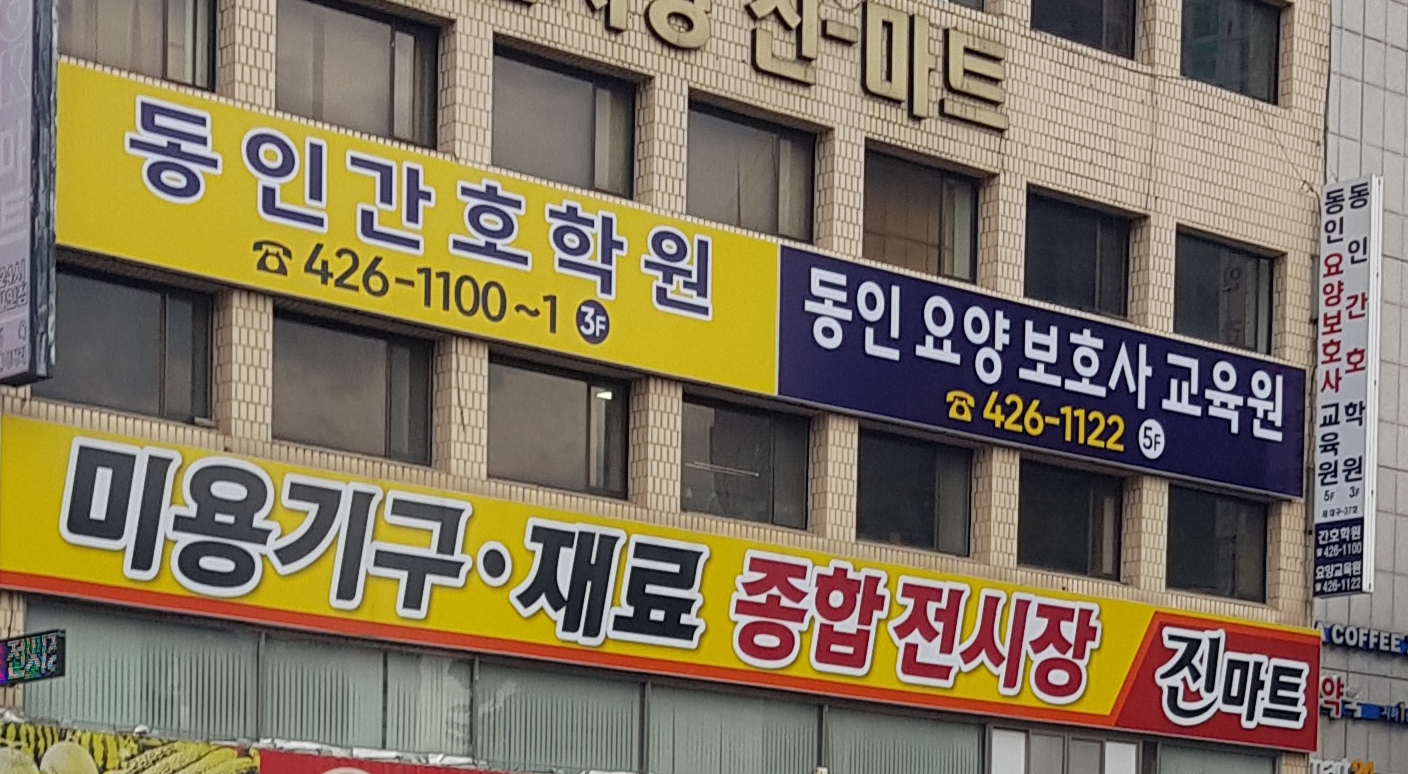 진-마트
동인간호학원
☎426-1100~1 3F
동인 요양보호사 교육원
☎426-1122 5F
미용기구·재료 종합전시장 진마트
동인간호학원 3F
동인요양보호사 교육원 5F
간호학원
☎426-1100
요양교육원
☎426-1122
COFFEE
약